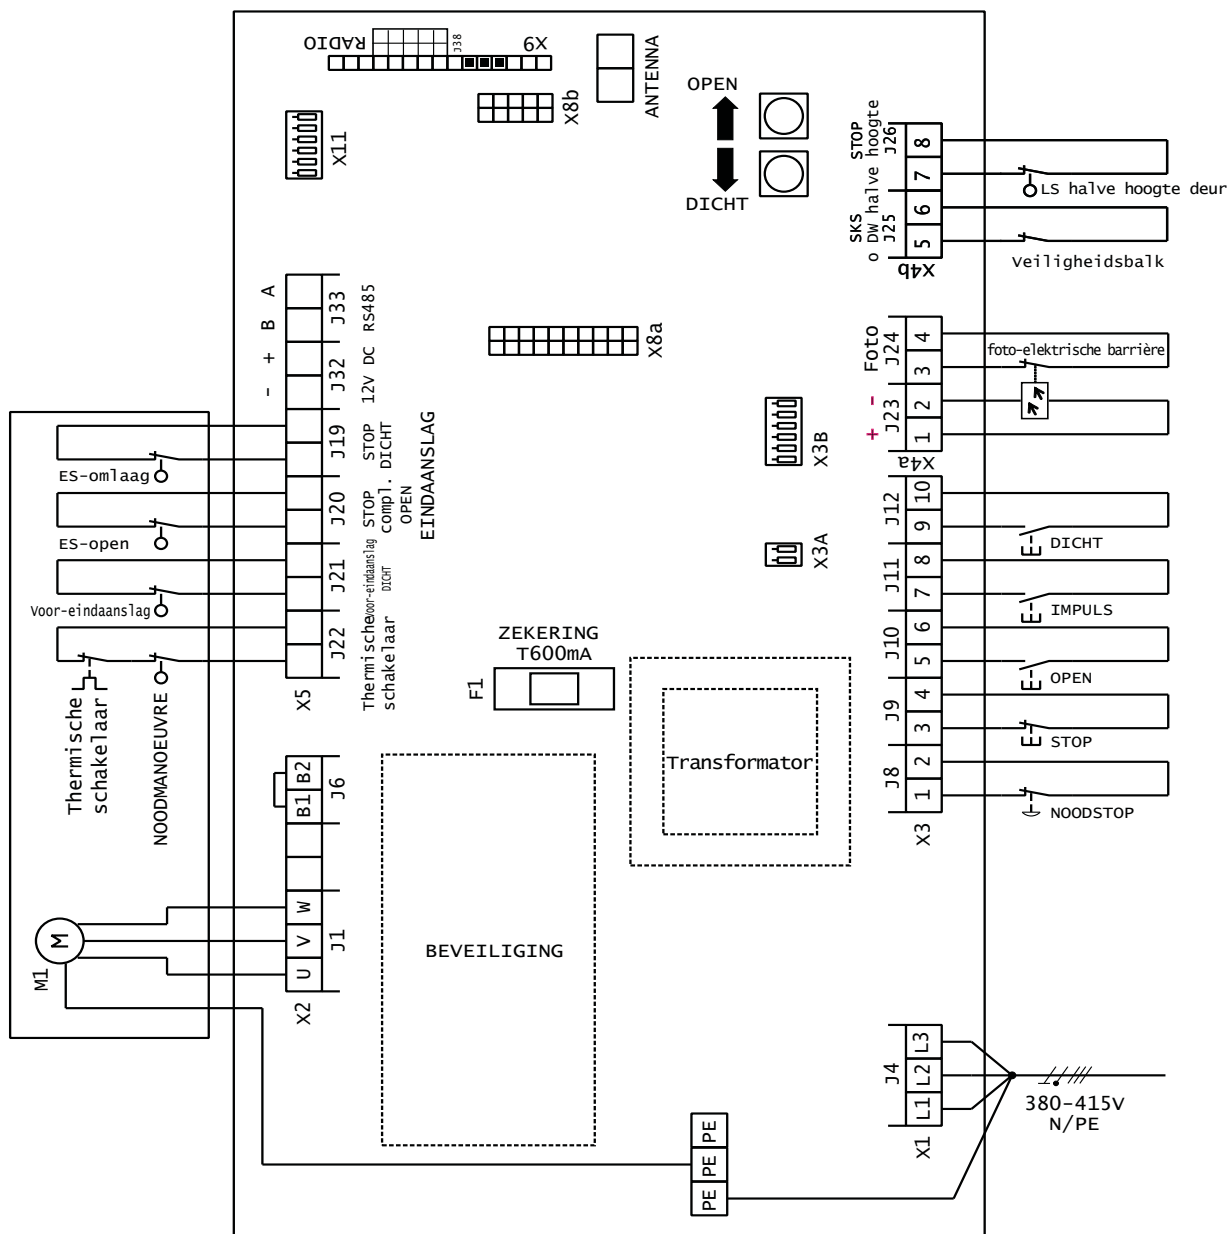 RADIO
J38
X9
ANTENNA
X8b
X11
OPEN
DICHT
STOP
halve hoogte
J26
8
7
LS halve hoogte deur
SKS
o DW
J25
6
5
X4b
Veiligheidsbalk
A
B
J33
RS485
+
-
J32
12V DC
X8a
Foto
J24
4
3
foto-elektrische barrière
-
+
J23
2
1
X4a
X3B
X3A
J19
STOP
DICHT
J20
STOP
compl.
OPEN
EINDAANSLAG
J21
Voor-eindaanslag
DICHT
J22
Thermische
schakelaar
X5
ES-omlaag
ES-open
Voor-eindaanslag
Thermische
schakelaar
NOODMANOEUVRE
J12
10
9
DICHT
J11
8
7
IMPULS
J10
6
5
OPEN
J9
4
3
STOP
J8
2
1
NOODSTOP
X3
ZEKERING
T600mA
F1
Transformator
BEVEILIGING
B2
B1
J6
W
V
U
J1
X2
M
M1
J4
L3
L2
L1
X1
380-415V
N/PE
PE
PE
PE